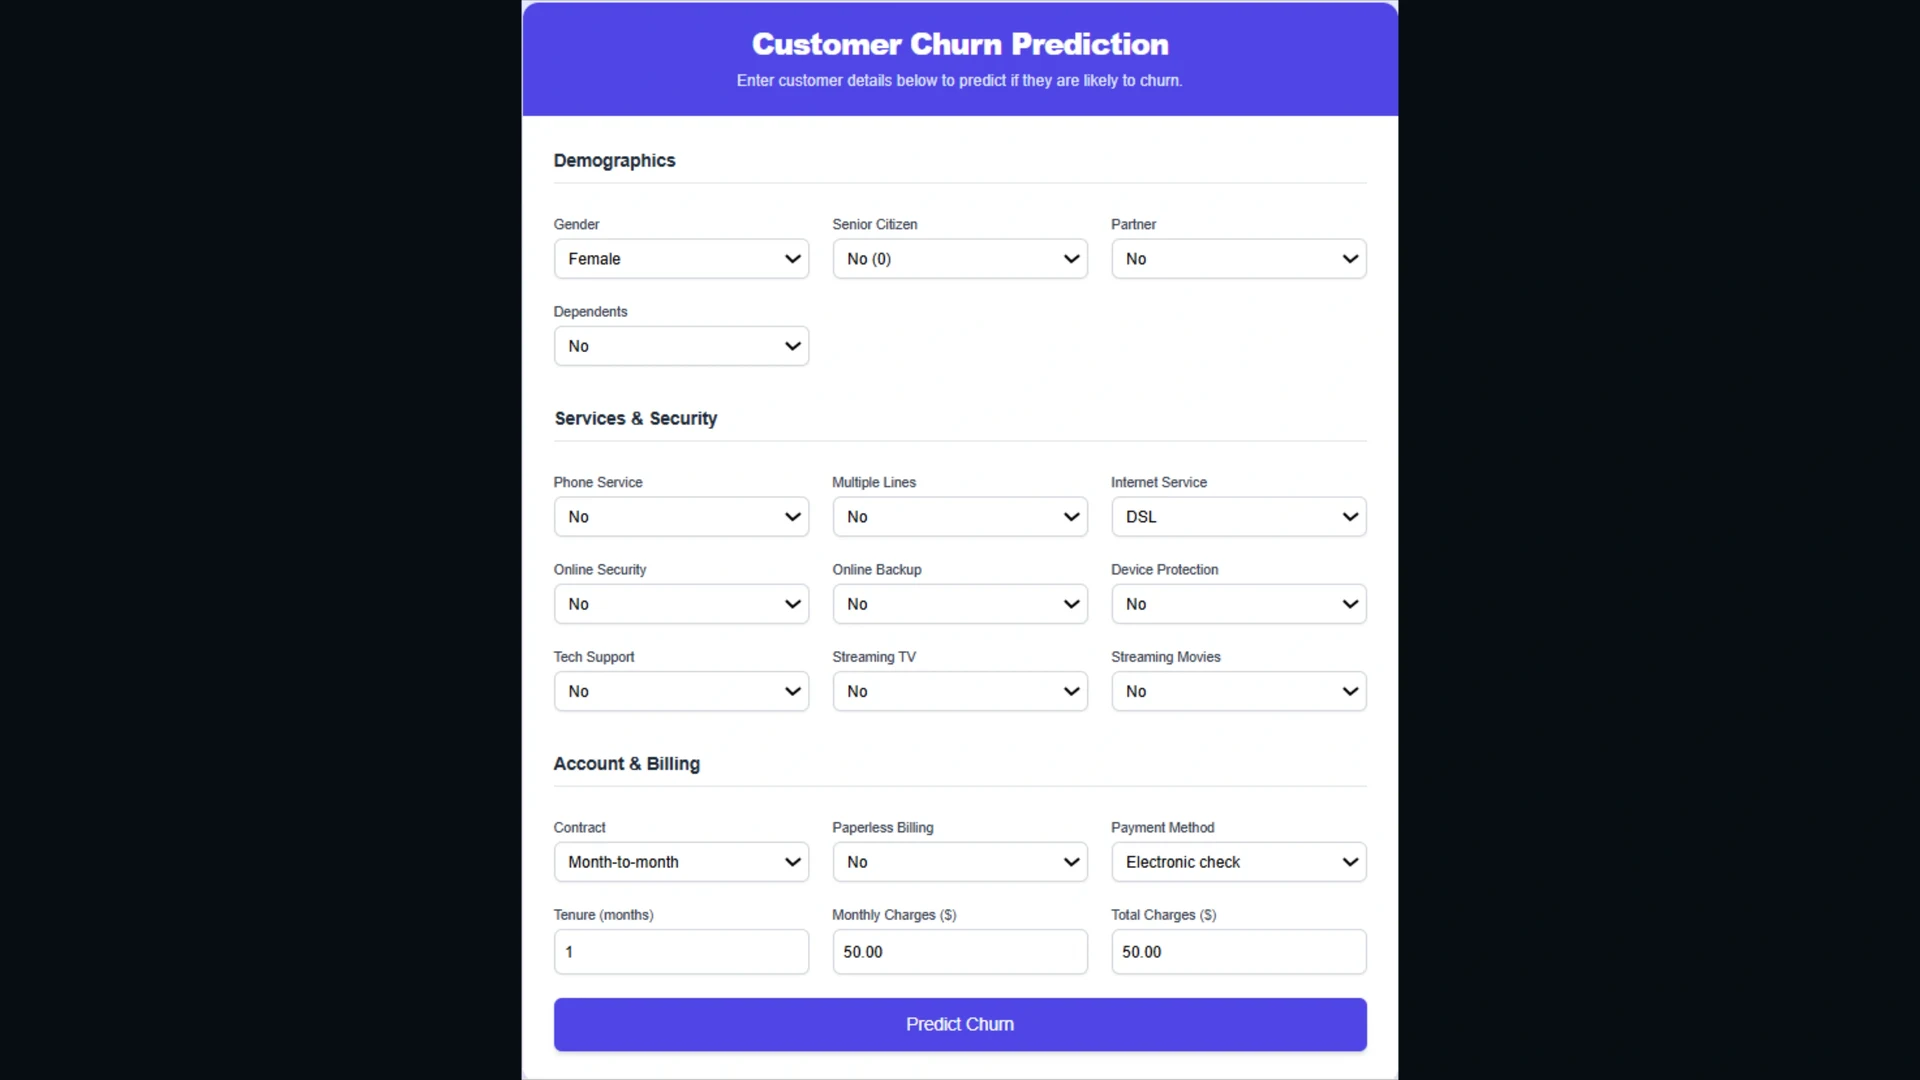 Customer Churn Prediction
Enter customer details below to predict if they are likely to churn.
Demographics
Gender Senior Citizen Partner
Female No (0) No
Dependents
No
Services & Security
Phone Service Multiple Lines Internet Service
No No DSL
Online Security Online Backup Device Protection
No No No
Tech Support Streaming TV Streaming Movies
No No No
Account & Billing
Contract Paperless Billing Payment Method
Month-to-month No Electronic check
Tenure (months) Monthly Charges ($) Total Charges ($)
1 50.00 50.00
Predict Churn